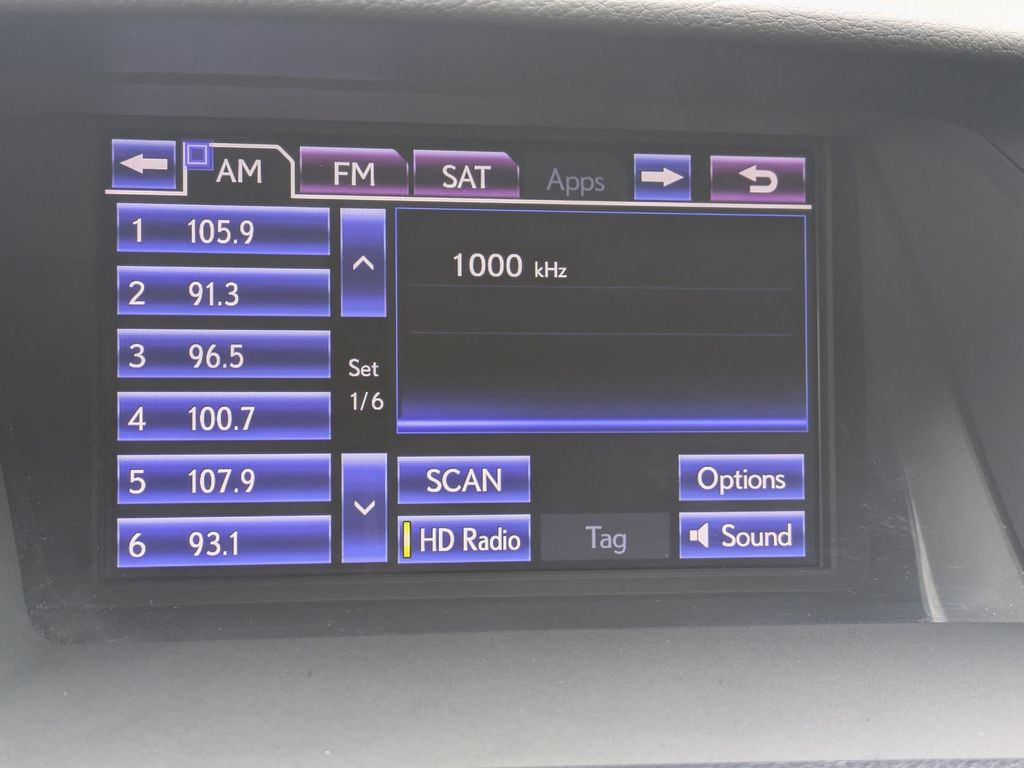 AM FM SAT Apps
1 105.9
2 91.3
3 96.5
4 100.7
5 107.9
6 93.1
Set
1/6
1000 kHz
SCAN
Options
HD Radio
Tag
Sound